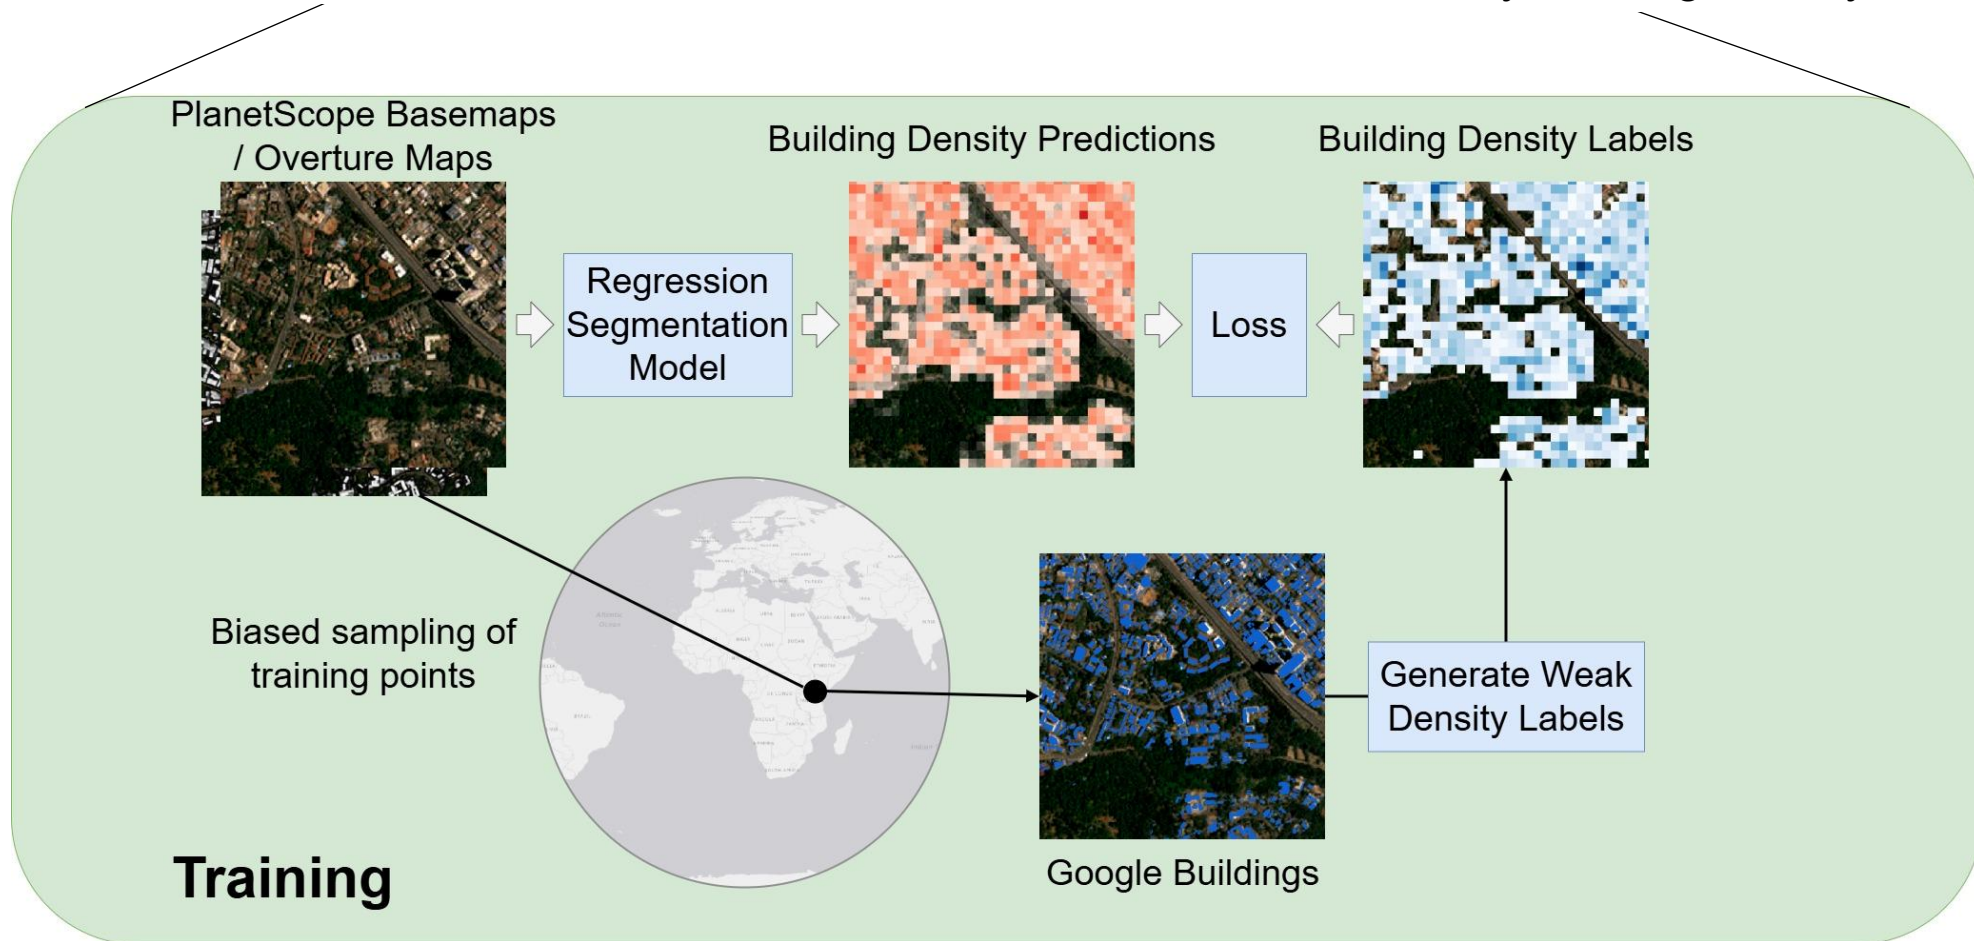 PlanetScope Basemaps
/ Overture Maps
Building Density Predictions
Building Density Labels
Regression
Segmentation
Model
Loss
Biased sampling of
training points
Generate Weak
Density Labels
Google Buildings
Training